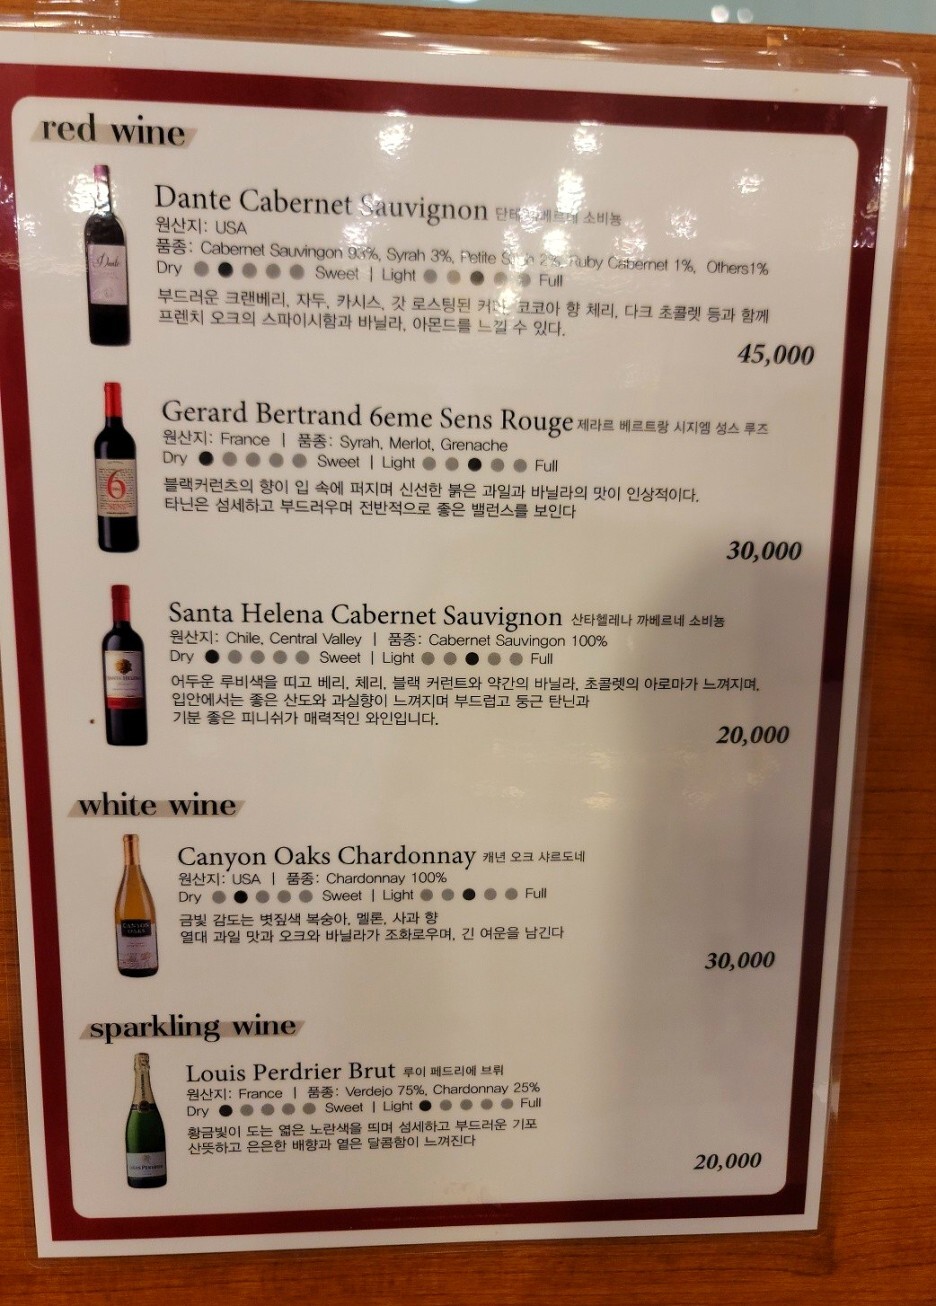 red wine
Dante Cabernet Sauvignon 단테 까베르네 소비뇽
원산지: USA
품종: Cabernet Sauvingon 93%, Syrah 3%, Petite 2%, Ruby Cabernet 1%, Others1%
Dry Sweet | Light Full
부드러운 크랜베리, 자두, 카시스, 갓 로스팅된 커피, 코코아 향 체리, 다크 초콜렛 등과 함께
프렌치 오크의 스파이시함과 바닐라, 아몬드를 느낄 수 있다.
45,000
Gerard Bertrand 6eme Sens Rouge 제라르 베르트랑 시지엠 성스 루즈
원산지: France | 품종: Syrah, Merlot, Grenache
Dry Sweet | Light Full
블랙커런츠의 향이 입 속에 퍼지며 신선한 붉은 과일과 바닐라의 맛이 인상적이다.
타닌은 섬세하고 부드러우며 전반적으로 좋은 밸런스를 보인다
30,000
Santa Helena Cabernet Sauvignon 산타헬레나 까베르네 소비뇽
원산지: Chile, Central Valley | 품종: Cabernet Sauvingon 100%
Dry Sweet | Light Full
어두운 루비색을 띠고 베리, 체리, 블랙 커런트와 약간의 바닐라, 초콜렛의 아로마가 느껴지며,
입안에서는 좋은 산도와 과실향이 느껴지며 부드럽고 둥근 탄닌과
기분 좋은 피니쉬가 매력적인 와인입니다.
20,000
white wine
Canyon Oaks Chardonnay 캐년 오크 샤르도네
원산지: USA | 품종: Chardonnay 100%
Dry Sweet | Light Full
금빛 감도는 볏짚색 복숭아, 멜론, 사과 향
열대 과일 맛과 오크와 바닐라가 조화로우며, 긴 여운을 남긴다
30,000
sparkling wine
Louis Perdrier Brut 루이 페드리에 브뤼
원산지: France | 품종: Verdejo 75%, Chardonnay 25%
Dry Sweet | Light Full
황금빛이 도는 엷은 노란색을 띄며 섬세하고 부드러운 기포
산뜻하고 은은한 배향과 옅은 달콤함이 느껴진다
20,000